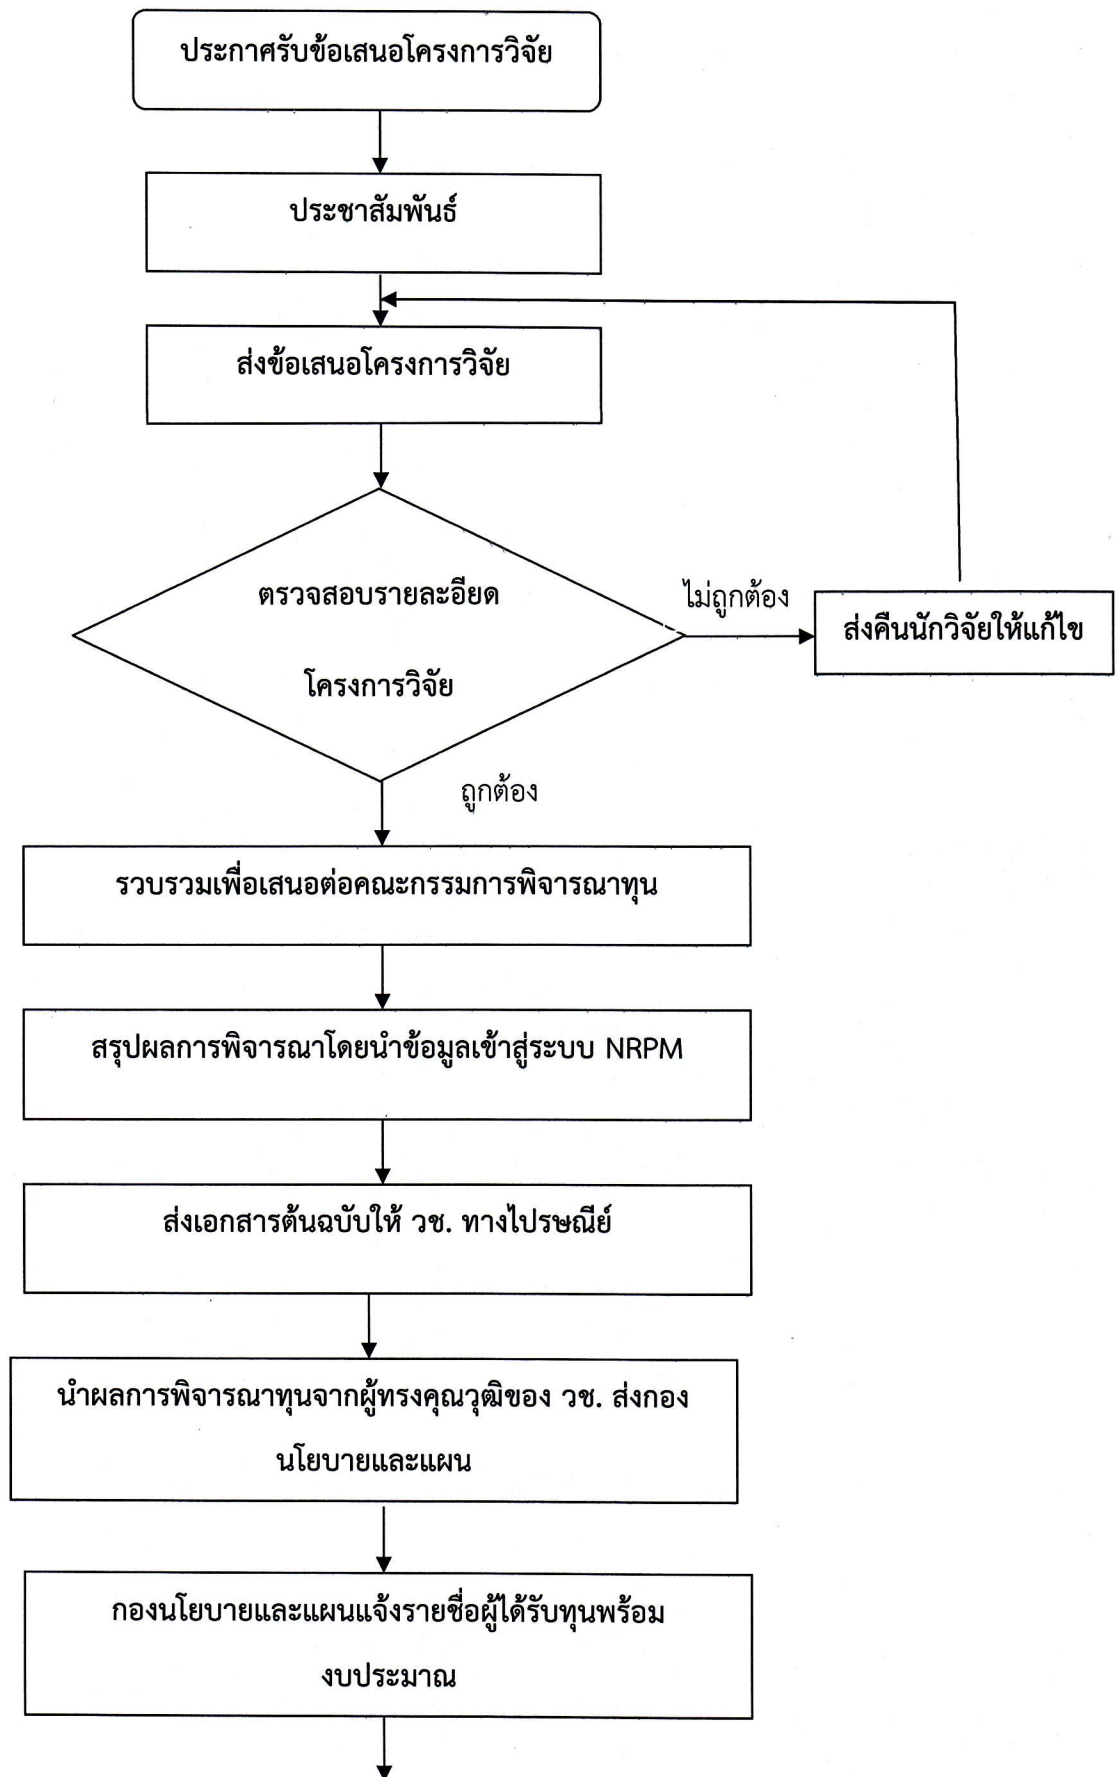 ประกาศรับข้อเสนอโครงการวิจัย
ประชาสัมพันธ์
ส่งข้อเสนอโครงการวิจัย
ตรวจสอบรายละอียด
โครงการวิจัย
ไม่ถูกต้อง
ส่งคืนนักวิจัยให้แก้ไข
ถูกต้อง
รวบรวมเพื่อเสนอต่อคณะกรรมการพิจารณาทุน
สรุปผลการพิจารณาโดยนำข้อมูลเข้าสู่ระบบ NRPM
ส่งเอกสารต้นฉบับให้ วช. ทางไปรษณีย์
นำผลการพิจารณาทุนจากผู้ทรงคุณวุฒิของ วช. ส่งกอง
นโยบายและแผน
กองนโยบายและแผนแจ้งรายชื่อผู้ได้รับทุนพร้อม
งบประมาณ